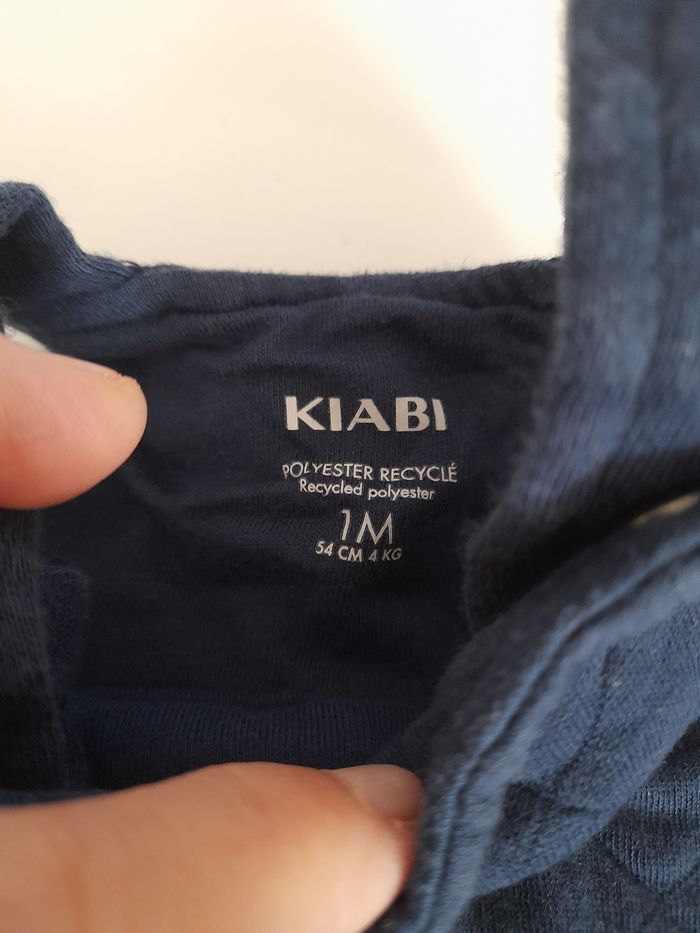 KIABI
POLYESTER RECYCLÉ
Recycled polyester
1M
54 CM 4 KG